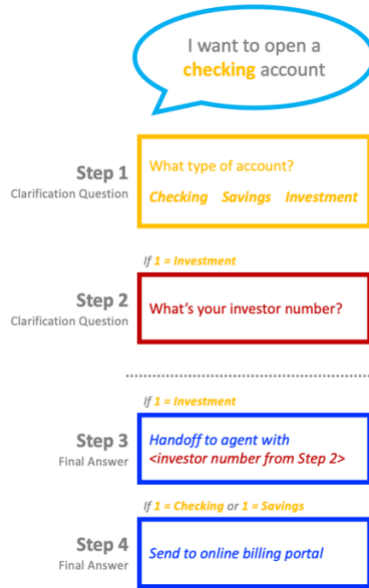 I want to open a
checking account
Step 1
Clarification Question
What type of account?
Checking Savings Investment
If 1 = Investment
Step 2
Clarification Question
What's your investor number?
If 1 = Investment
Step 3
Final Answer
Handoff to agent with
<investor number from Step 2>
If 1 = Checking or 1 = Savings
Step 4
Final Answer
Send to online billing portal